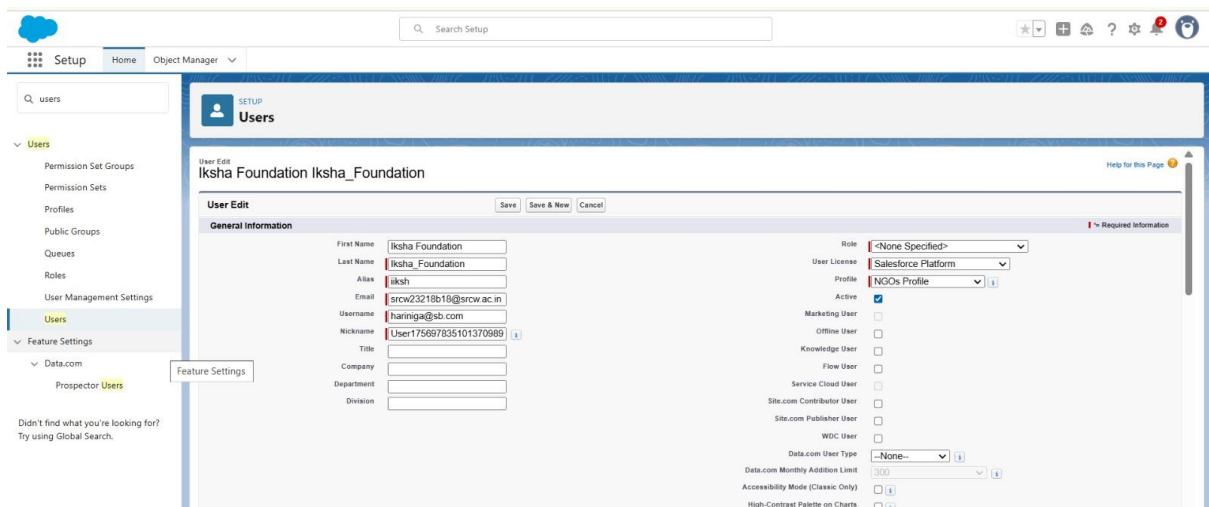 Search Setup
2
Setup
Home
Object Manager
users
Users
Permission Set Groups
Permission Sets
Profiles
Public Groups
Queues
Roles
User Management Settings
Users
Feature Settings
Data.com
Prospector Users
Didn't find what you're looking for?
Try using Global Search.
Feature Settings
SETUP
Users
User Edit
Iksha Foundation Iksha_Foundation
Help for this Page
User Edit
Save
Save & New
Cancel
General Information
= Required Information
First Name Iksha Foundation
Last Name Iksha_Foundation
Alias iiksh
Email srcw23218b18@srcw.ac.in
Username hariniga@sb.com
Nickname User175697835101370989
Title
Company
Department
Division
Role <None Specified>
User License Salesforce Platform
Profile NGOs Profile
Active
Marketing User
Offline User
Knowledge User
Flow User
Service Cloud User
Site.com Contributor User
Site.com Publisher User
WDC User
Data.com User Type --None--
Data.com Monthly Addition Limit 300
Accessibility Mode (Classic Only)
High-Contrast Palette on Charts